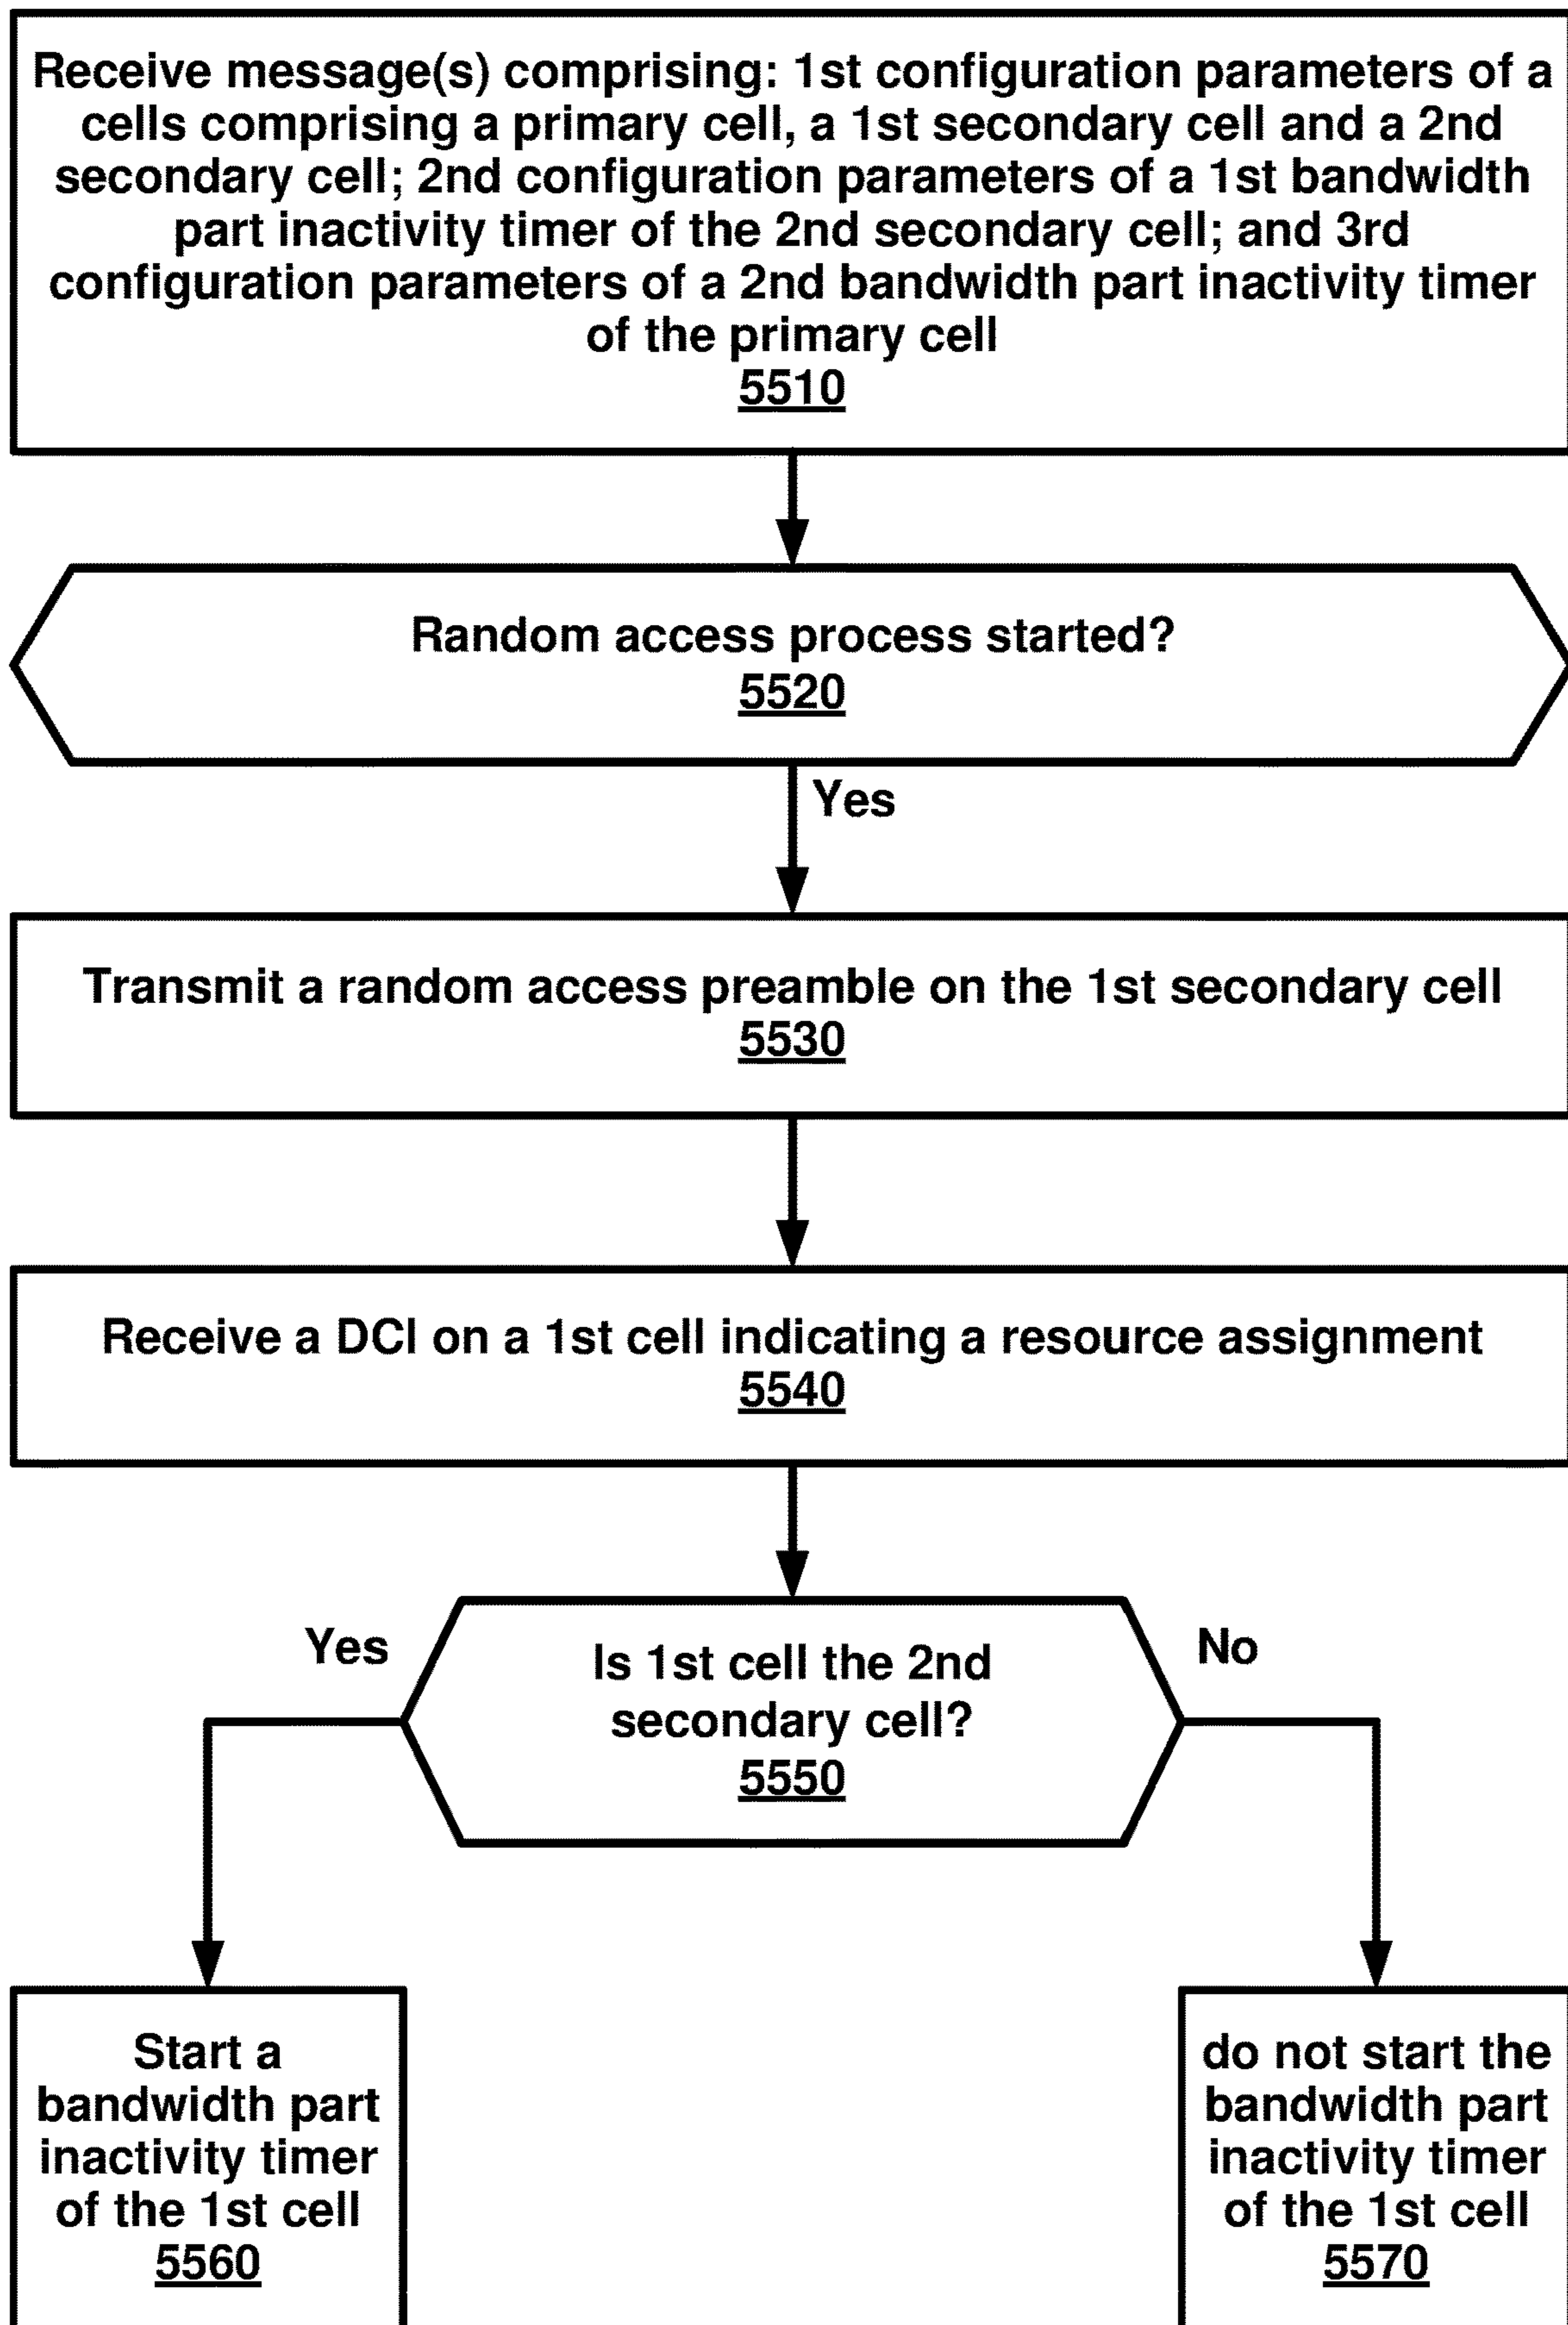 Receive message(s) comprising: 1st configuration parameters of a
cells comprising a primary cell, a 1st secondary cell and a 2nd
secondary cell; 2nd configuration parameters of a 1st bandwidth
part inactivity timer of the 2nd secondary cell; and 3rd
configuration parameters of a 2nd bandwidth part inactivity timer
of the primary cell
5510
Random access process started?
5520
Yes
Transmit a random access preamble on the 1st secondary cell
5530
Receive a DCI on a 1st cell indicating a resource assignment
5540
Yes
No
Is 1st cell the 2nd
secondary cell?
5550
Start a
bandwidth part
inactivity timer
of the 1st cell
5560
do not start the
bandwidth part
inactivity timer
of the 1st cell
5570